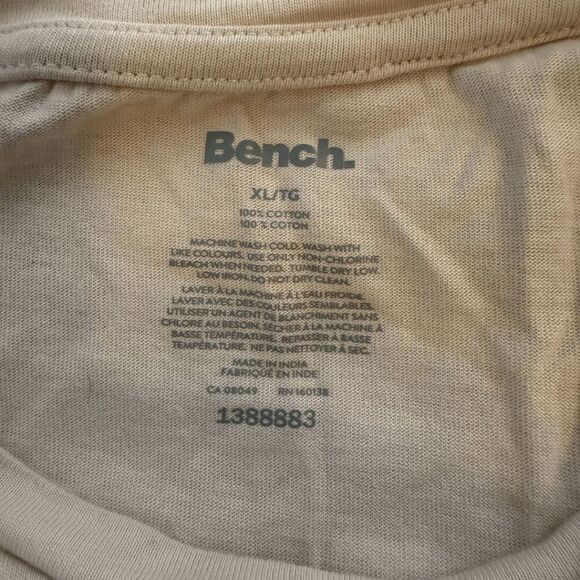 Bench.
XL/TG
100% COTTON
100% COTON
MACHINE WASH COLD. WASH WITH
LIKE COLOURS. USE ONLY NON-CHLORINE
BLEACH WHEN NEEDED. TUMBLE DRY LOW.
LOW IRON. DO NOT DRY CLEAN.
LAVER À LA MACHINE À L'EAU FROIDE.
LAVER AVEC DES COULEURS SEMBLABLES.
UTILISER UN AGENT DE BLANCHIMENT SANS
CHLORE AU BESOIN. SÉCHER À LA MACHINE À
BASSE TEMPÉRATURE. REPASSER À BASSE
TEMPÉRATURE. NE PAS NETTOYER À SEC.
MADE IN INDIA
FABRIQUÉ EN INDE
CA 08049 RN 160138
1388883